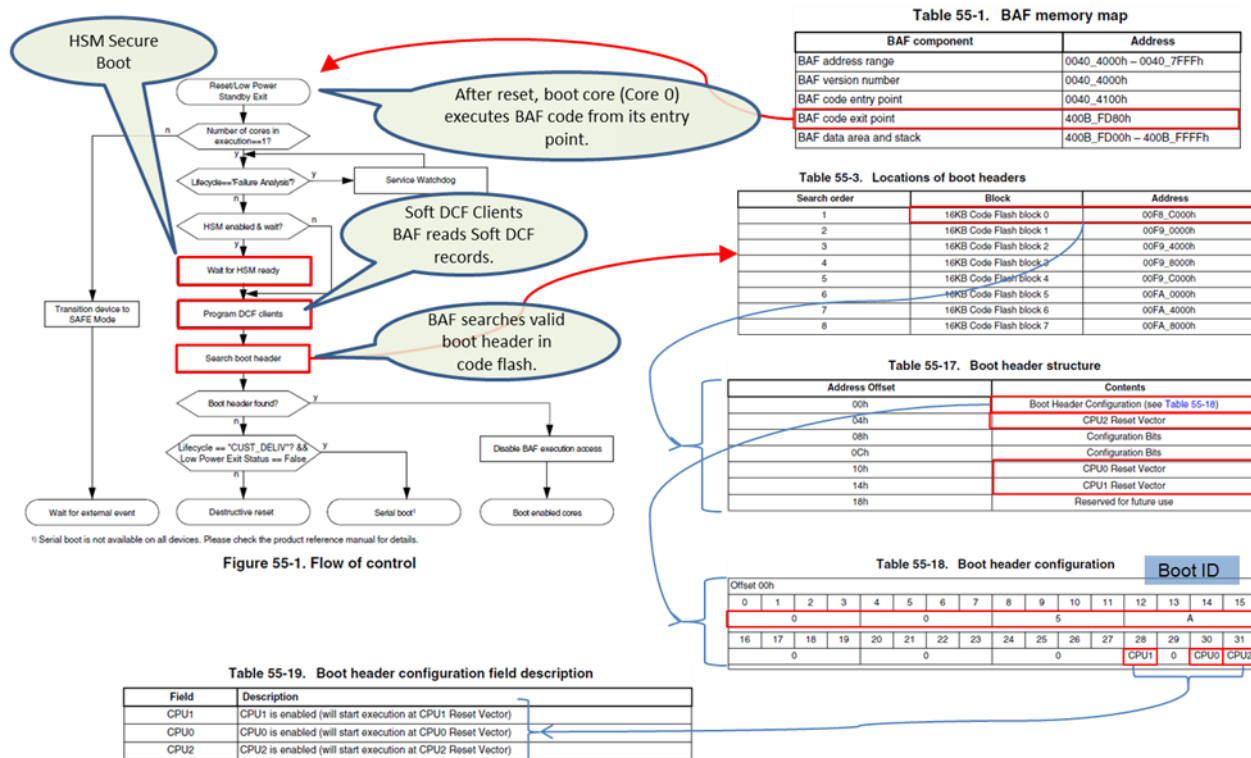 HSM Secure
Boot
Reset/Low Power
Standby Exit
Number of cores in
execution==1?
n
y
Lifecycle=="Failure Analysis"?
y
Service Watchdog
n
HSM enabled & wait?
n
y
Wait for HSM ready
Transition device to
SAFE Mode
Program DCF clients
Search boot header
Boot header found?
y
n
Lifecycle == "CUST_DELIV"? &&
Low Power Exit Status == False
y
n
Disable BAF execution access
Wait for external event
Destructive reset
Serial boot¹
Boot enabled cores
¹⁾ Serial boot is not available on all devices. Please check the product reference manual for details.
Figure 55-1. Flow of control
After reset, boot core (Core 0)
executes BAF code from its entry
point.
Soft DCF Clients
BAF reads Soft DCF
records.
BAF searches valid
boot header in
code flash.
Table 55-1. BAF memory map
BAF component Address
BAF address range 0040_4000h – 0040_7FFFh
BAF version number 0040_4000h
BAF code entry point 0040_4100h
BAF code exit point 400B_FD80h
BAF data area and stack 400B_FD00h – 400B_FFFFh
Table 55-3. Locations of boot headers
Search order Block Address
1 16KB Code Flash block 0 00F8_C000h
2 16KB Code Flash block 1 00F9_0000h
3 16KB Code Flash block 2 00F9_4000h
4 16KB Code Flash block 3 00F9_8000h
5 16KB Code Flash block 4 00F9_C000h
6 16KB Code Flash block 5 00FA_0000h
7 16KB Code Flash block 6 00FA_4000h
8 16KB Code Flash block 7 00FA_8000h
Table 55-17. Boot header structure
Address Offset Contents
00h Boot Header Configuration (see Table 55-18)
04h CPU2 Reset Vector
08h Configuration Bits
0Ch Configuration Bits
10h CPU0 Reset Vector
14h CPU1 Reset Vector
18h Reserved for future use
Table 55-18. Boot header configuration
Boot ID
Offset 00h
0 1 2 3 4 5 6 7 8 9 10 11 12 13 14 15
0 0 5 A
16 17 18 19 20 21 22 23 24 25 26 27 28 29 30 31
0 0 0 CPU1 0 CPU0 CPU2
Table 55-19. Boot header configuration field description
Field Description
CPU1 CPU1 is enabled (will start execution at CPU1 Reset Vector)
CPU0 CPU0 is enabled (will start execution at CPU0 Reset Vector)
CPU2 CPU2 is enabled (will start execution at CPU2 Reset Vector)